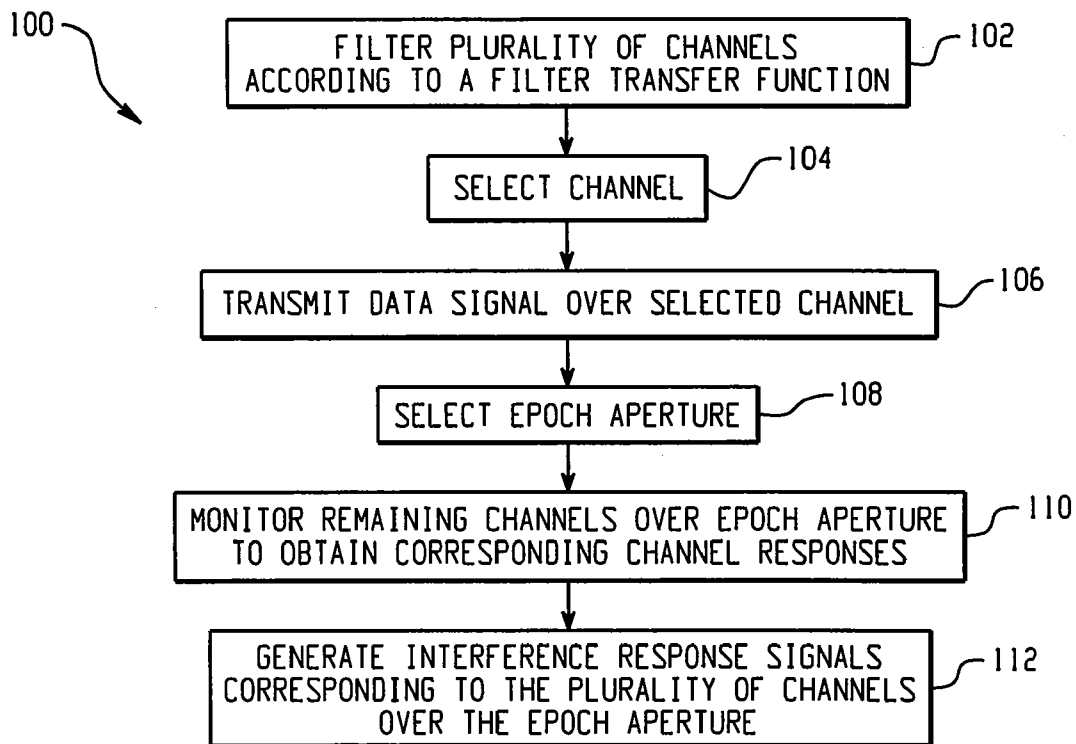 100
FILTER PLURALITY OF CHANNELS
ACCORDING TO A FILTER TRANSFER FUNCTION
102
SELECT CHANNEL
104
TRANSMIT DATA SIGNAL OVER SELECTED CHANNEL
106
SELECT EPOCH APERTURE
108
MONITOR REMAINING CHANNELS OVER EPOCH APERTURE
TO OBTAIN CORRESPONDING CHANNEL RESPONSES
110
GENERATE INTERFERENCE RESPONSE SIGNALS
CORRESPONDING TO THE PLURALITY OF CHANNELS
OVER THE EPOCH APERTURE
112